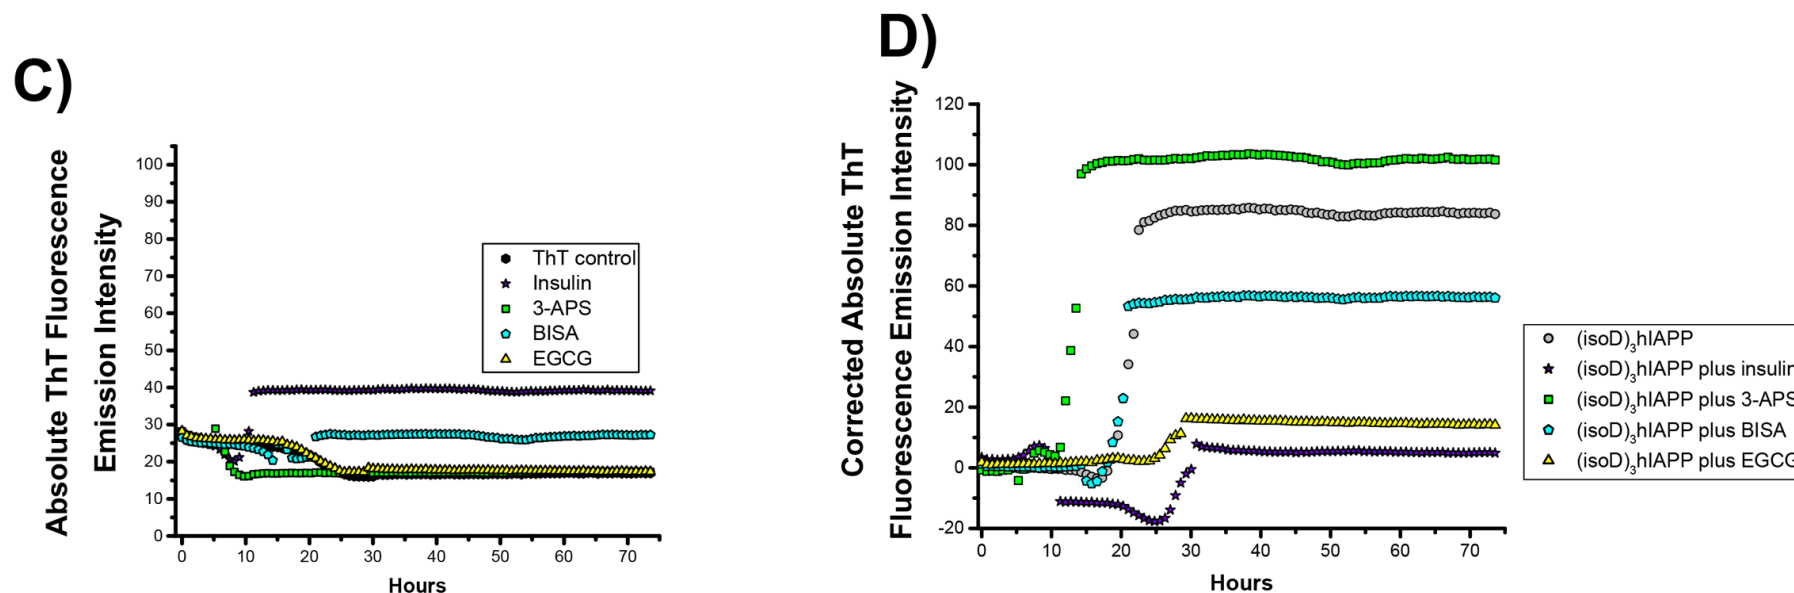 C)
Absolute ThT Fluorescence
Emission Intensity
100
90
80
70
60
50
40
30
20
10
0
0 10 20 30 40 50 60 70
Hours
ThT control
Insulin
3-APS
BISA
EGCG
D)
Corrected Absolute ThT
Fluorescence Emission Intensity
120
100
80
60
40
20
0
-20
0 10 20 30 40 50 60 70
Hours
(isoD)3hIAPP
(isoD)3hIAPP plus insulin
(isoD)3hIAPP plus 3-APS
(isoD)3hIAPP plus BISA
(isoD)3hIAPP plus EGCG